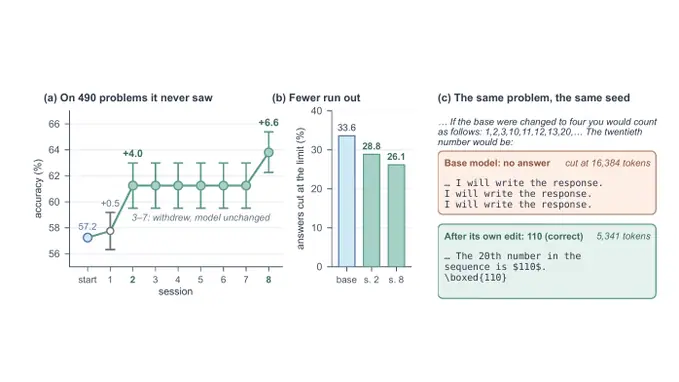 (a) On 490 problems it never saw
66
64
62
60
58
56
accuracy (%)
57.2
+0.5
+4.0
+6.6
3–7: withdrew, model unchanged
start 1 2 3 4 5 6 7 8
session
(b) Fewer run out
40
30
20
10
0
answers cut at the limit (%)
33.6
28.8
26.1
base s. 2 s. 8
(c) The same problem, the same seed
… If the base were changed to four you would count
as follows: 1,2,3,10,11,12,13,20,… The twentieth
number would be:
Base model: no answer cut at 16,384 tokens
… I will write the response.
I will write the response.
I will write the response.
After its own edit: 110 (correct) 5,341 tokens
… The 20th number in the
sequence is $110$.
\boxed{110}